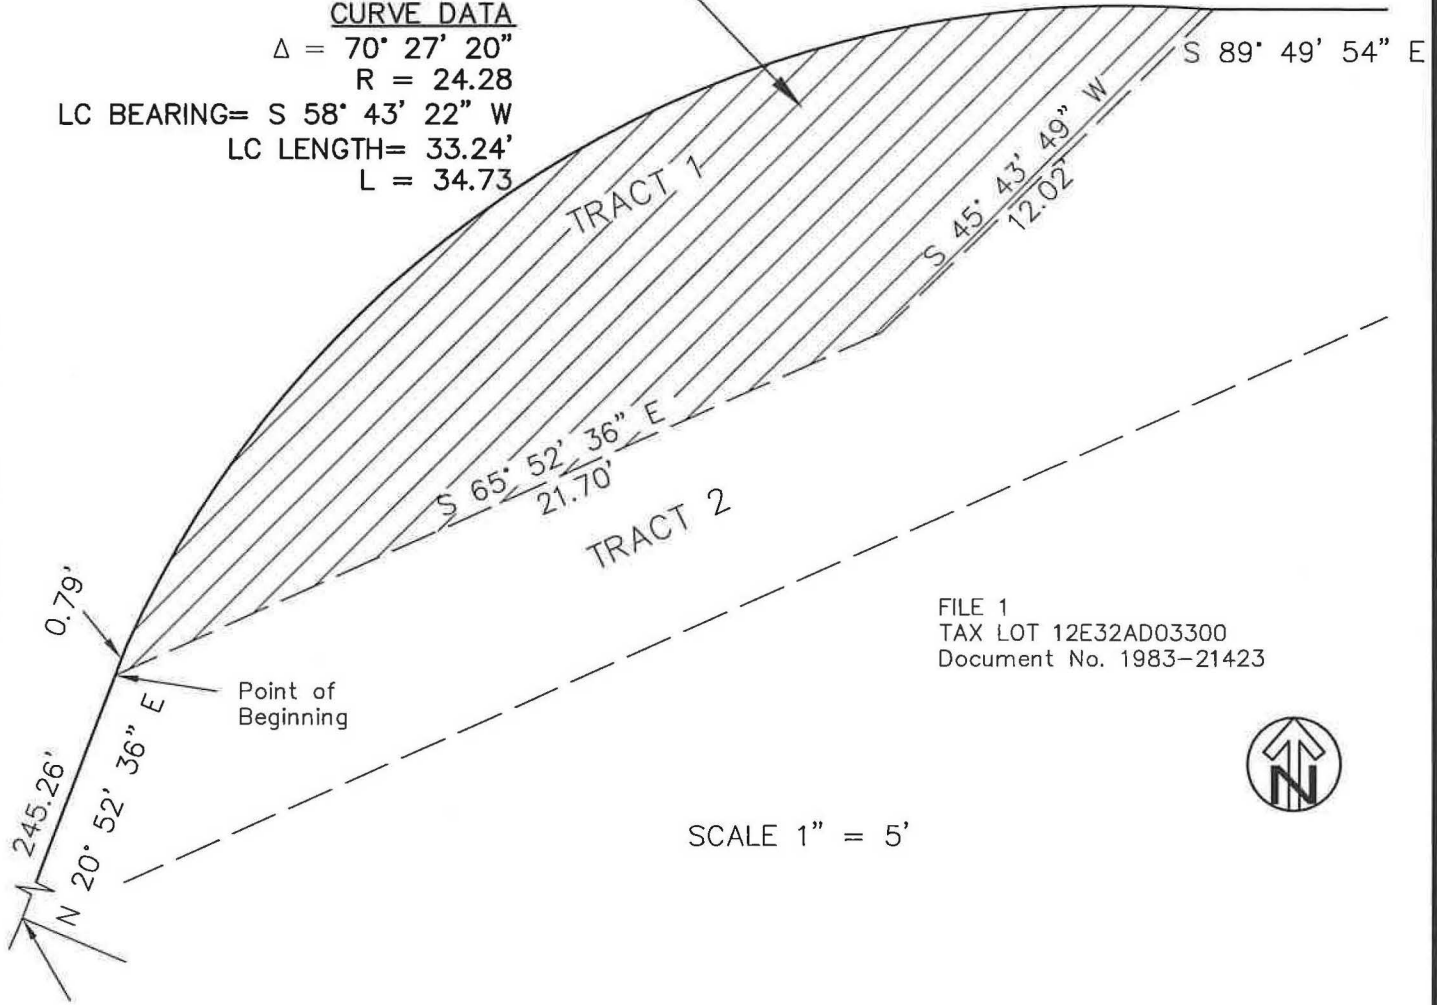 CURVE DATA
Δ = 70° 27' 20"
R = 24.28
LC BEARING= S 58° 43' 22" W
LC LENGTH= 33.24'
L = 34.73
S 89° 49' 54" E
TRACT 1
S 45° 43' 49" W
12.02'
S 65° 52' 36" E
21.70'
TRACT 2
0.79'
Point of
Beginning
245.26'
N 20° 52' 36" E
FILE 1
TAX LOT 12E32AD03300
Document No. 1983-21423
N
SCALE 1" = 5'